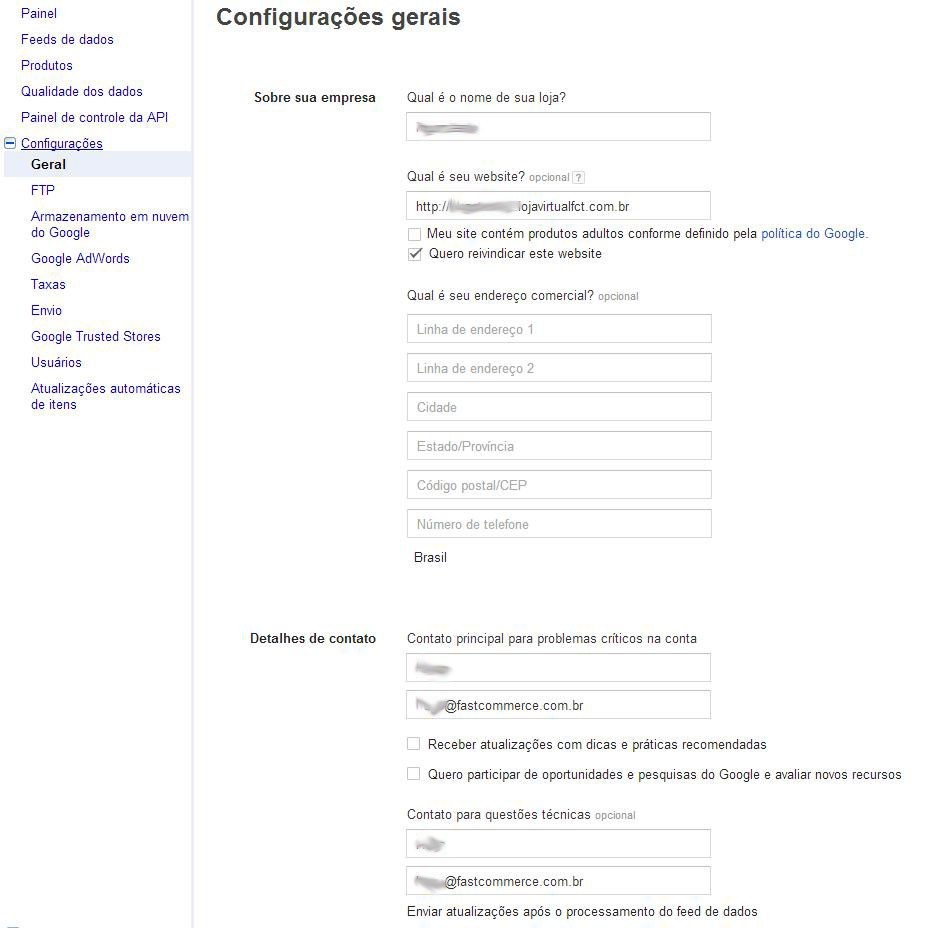 Painel
Feeds de dados
Produtos
Qualidade dos dados
Painel de controle da API
Configurações
Geral
FTP
Armazenamento em nuvem
do Google
Google AdWords
Taxas
Envio
Google Trusted Stores
Usuários
Atualizações automáticas
de itens
Configurações gerais
Sobre sua empresa
Qual é o nome de sua loja?
Qual é seu website? opcional ?
http:// lojavirtualfct.com.br
Meu site contém produtos adultos conforme definido pela política do Google.
Quero reivindicar este website
Qual é seu endereço comercial? opcional
Linha de endereço 1
Linha de endereço 2
Cidade
Estado/Província
Código postal/CEP
Número de telefone
Brasil
Detalhes de contato
Contato principal para problemas críticos na conta
@fastcommerce.com.br
Receber atualizações com dicas e práticas recomendadas
Quero participar de oportunidades e pesquisas do Google e avaliar novos recursos
Contato para questões técnicas opcional
@fastcommerce.com.br
Enviar atualizações após o processamento do feed de dados